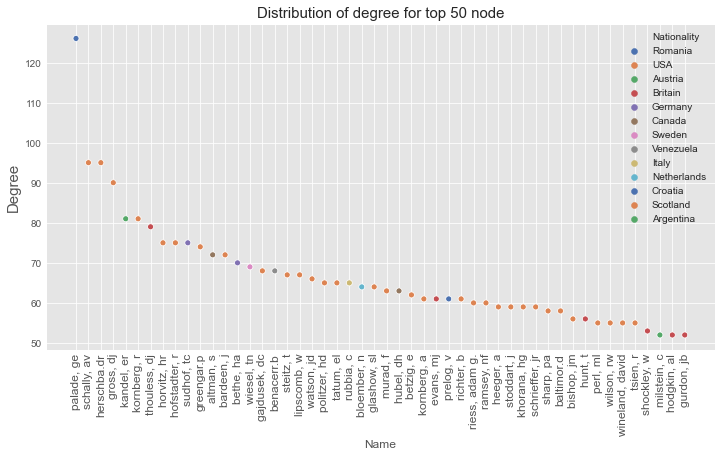 Distribution of degree for top 50 node
Degree
120
110
100
90
80
70
60
50
Nationality
Romania
USA
Austria
Britain
Germany
Canada
Sweden
Venezuela
Italy
Netherlands
Croatia
Scotland
Argentina
palade, ge
schally, av
herschba.dr
gross, dj
kandel, er
kornberg, r
thouless, dj
horvitz, hr
hofstadter, r
sudhof, tc
greengar.p
altman, s
bardeen, j
bethe, ha
wiesel, tn
gajdusek, dc
benacerr.b
steitz, t
lipscomb, w
watson, jd
politzer, hd
tatum, el
rubbia, c
bloember, n
glashow, sl
murad, f
hubel, dh
betzig, e
kornberg, a
evans, mj
prelog, v
richter, b
riess, adam g.
ramsey, nf
heeger, a
stoddart, j
khorana, hg
schrieffer, jr
sharp, pa
baltimo.d
bishop, jm
hunt, t
perl, ml
wilson, rw
wineland, david
tsien, r
shockley, w
milstein, c
hodgkin, al
gurdon, jb
Name